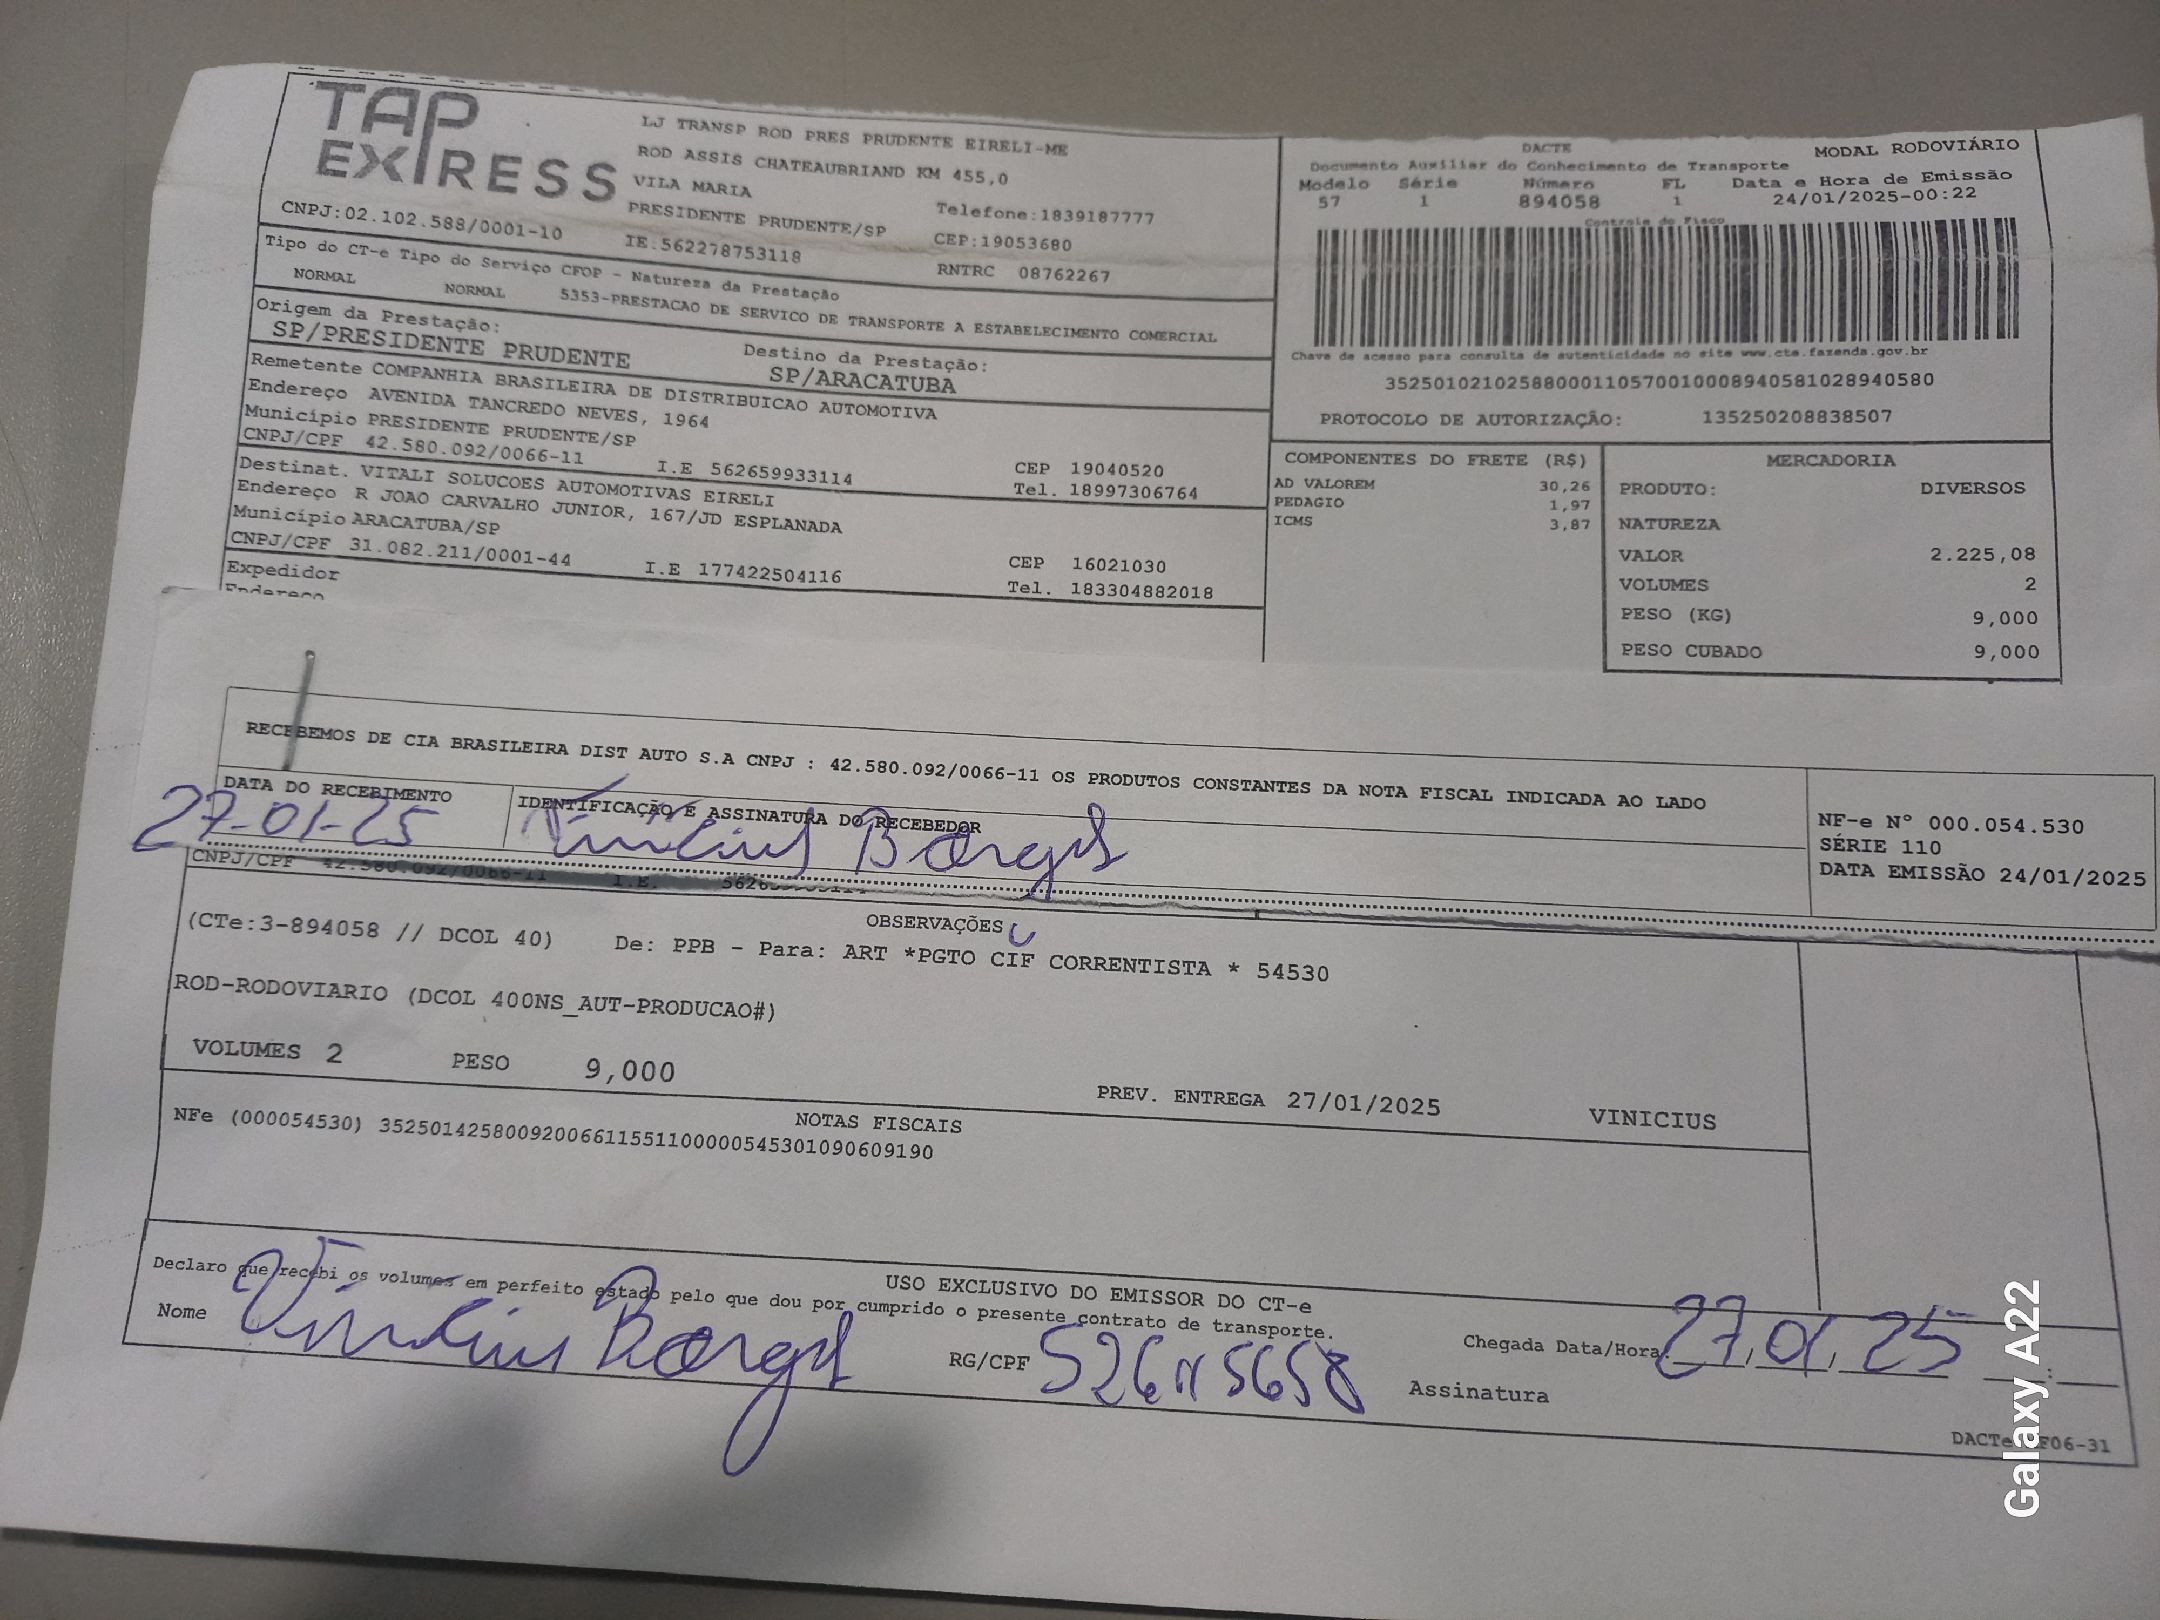 TAP
EXPRESS
LJ TRANSP ROD PRES PRUDENTE EIRELI-ME
ROD ASSIS CHATEAUBRIAND KM 455,0
VILA MARIA
PRESIDENTE PRUDENTE/SP
Telefone:1839187777
CNPJ:02.102.588/0001-10
IE:562278753118
CEP:19053680
RNTRC 08762267
Tipo do CT-e Tipo do Serviço CFOP - Natureza da Prestação
NORMAL NORMAL 5353-PRESTACAO DE SERVICO DE TRANSPORTE A ESTABELECIMENTO COMERCIAL
Origem da Prestação:
SP/PRESIDENTE PRUDENTE
Destino da Prestação:
SP/ARACATUBA
Remetente COMPANHIA BRASILEIRA DE DISTRIBUICAO AUTOMOTIVA
Endereço AVENIDA TANCREDO NEVES, 1964
Município PRESIDENTE PRUDENTE/SP
CEP 19040520
CNPJ/CPF 42.580.092/0066-11 I.E 562659933114 Tel. 18997306764
Destinat. VITALI SOLUCOES AUTOMOTIVAS EIRELI
Endereço R JOAO CARVALHO JUNIOR, 167/JD ESPLANADA
Município ARACATUBA/SP
CEP 16021030
CNPJ/CPF 31.082.211/0001-44 I.E 177422504116 Tel. 183304882018
Expedidor
Endereço
DACTE
Documento Auxiliar do Conhecimento de Transporte
MODAL RODOVIÁRIO
Modelo Série Número FL Data e Hora de Emissão
57 1 894058 1 24/01/2025-00:22
Controle do Fisco
Chave de acesso para consulta de autenticidade no site www.cte.fazenda.gov.br
35250102102588000110570010008940581028940580
PROTOCOLO DE AUTORIZAÇÃO: 135250208838507
COMPONENTES DO FRETE (R$)
AD VALOREM 30,26
PEDAGIO 1,97
ICMS 3,87
MERCADORIA
PRODUTO: DIVERSOS
NATUREZA
VALOR 2.225,08
VOLUMES 2
PESO (KG) 9,000
PESO CUBADO 9,000
RECEBEMOS DE CIA BRASILEIRA DIST AUTO S.A CNPJ : 42.580.092/0066-11 OS PRODUTOS CONSTANTES DA NOTA FISCAL INDICADA AO LADO
DATA DO RECEBIMENTO
27-01-25
IDENTIFICAÇÃO E ASSINATURA DO RECEBEDOR
Vinicius Borges
NF-e Nº 000.054.530
SÉRIE 110
DATA EMISSÃO 24/01/2025
CNPJ/CPF 42.580.092/0066-11 I.E.
OBSERVAÇÕES
(CTe:3-894058 // DCOL 40) De: PPB - Para: ART *PGTO CIF CORRENTISTA * 54530
ROD-RODOVIARIO (DCOL 400NS_AUT-PRODUCAO#)
VOLUMES 2 PESO 9,000 PREV. ENTREGA 27/01/2025 VINICIUS
NOTAS FISCAIS
NFe (000054530) 35250142580092006611551100000545301090609190
USO EXCLUSIVO DO EMISSOR DO CT-e
Declaro que recebi os volumes em perfeito estado pelo que dou por cumprido o presente contrato de transporte.
Nome Vinicius Borges RG/CPF
Chegada Data/Hora: 27,01,25 :
Assinatura
DACTe
Galaxy A22